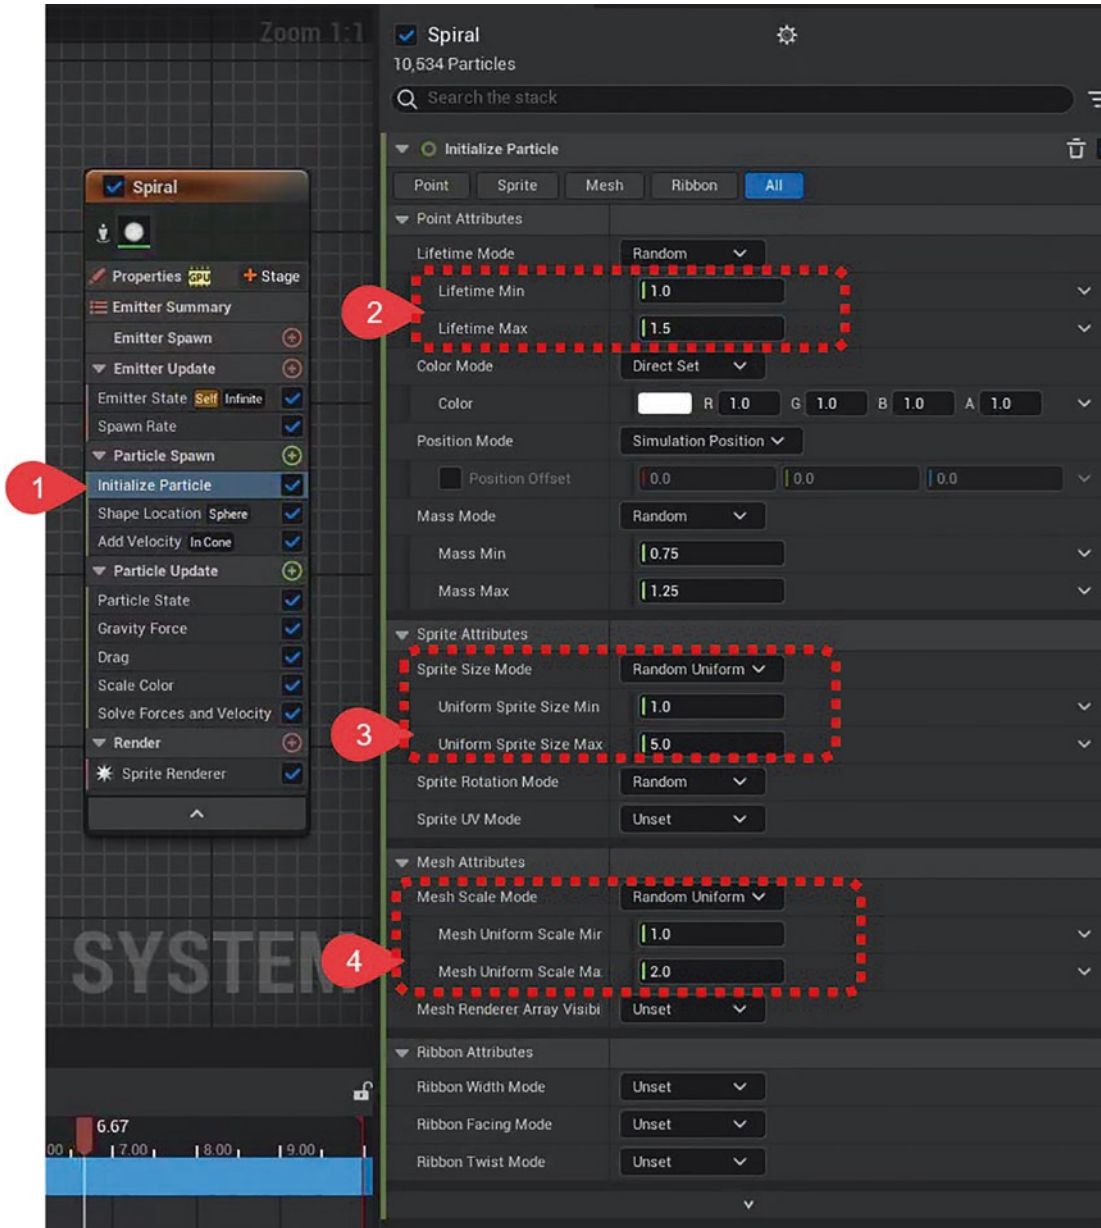 Zoom 1:1
Spiral
10,534 Particles
Search the stack
Initialize Particle
Point Sprite Mesh Ribbon All
Point Attributes
Lifetime Mode Random
Lifetime Min 1.0
Lifetime Max 1.5
Color Mode Direct Set
Color R 1.0 G 1.0 B 1.0 A 1.0
Position Mode Simulation Position
Position Offset 0.0 0.0 0.0
Mass Mode Random
Mass Min 0.75
Mass Max 1.25
Sprite Attributes
Sprite Size Mode Random Uniform
Uniform Sprite Size Min 1.0
Uniform Sprite Size Max 5.0
Sprite Rotation Mode Random
Sprite UV Mode Unset
Mesh Attributes
Mesh Scale Mode Random Uniform
Mesh Uniform Scale Mir 1.0
Mesh Uniform Scale Ma 2.0
Mesh Renderer Array Visibi Unset
Ribbon Attributes
Ribbon Width Mode Unset
Ribbon Facing Mode Unset
Ribbon Twist Mode Unset
Spiral
Properties GPU + Stage
Emitter Summary
Emitter Spawn
Emitter Update
Emitter State Self Infinite
Spawn Rate
Particle Spawn
Initialize Particle
Shape Location Sphere
Add Velocity In Cone
Particle Update
Particle State
Gravity Force
Drag
Scale Color
Solve Forces and Velocity
Render
Sprite Renderer
SYSTEM
1
2
3
4
6.67
00 7.00 8.00 9.00